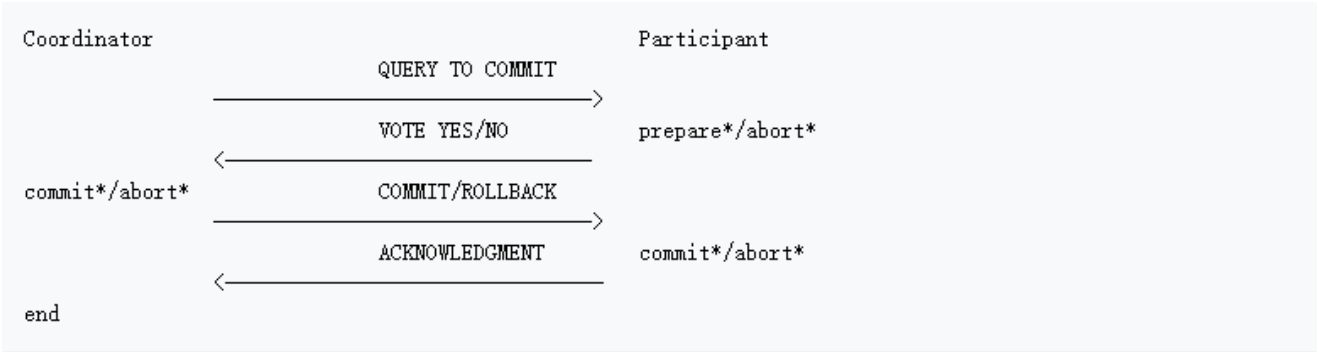 Coordinator Participant
QUERY TO COMMIT
VOTE YES/NO prepare*/abort*
commit*/abort* COMMIT/ROLLBACK
ACKNOWLEDGMENT commit*/abort*
end